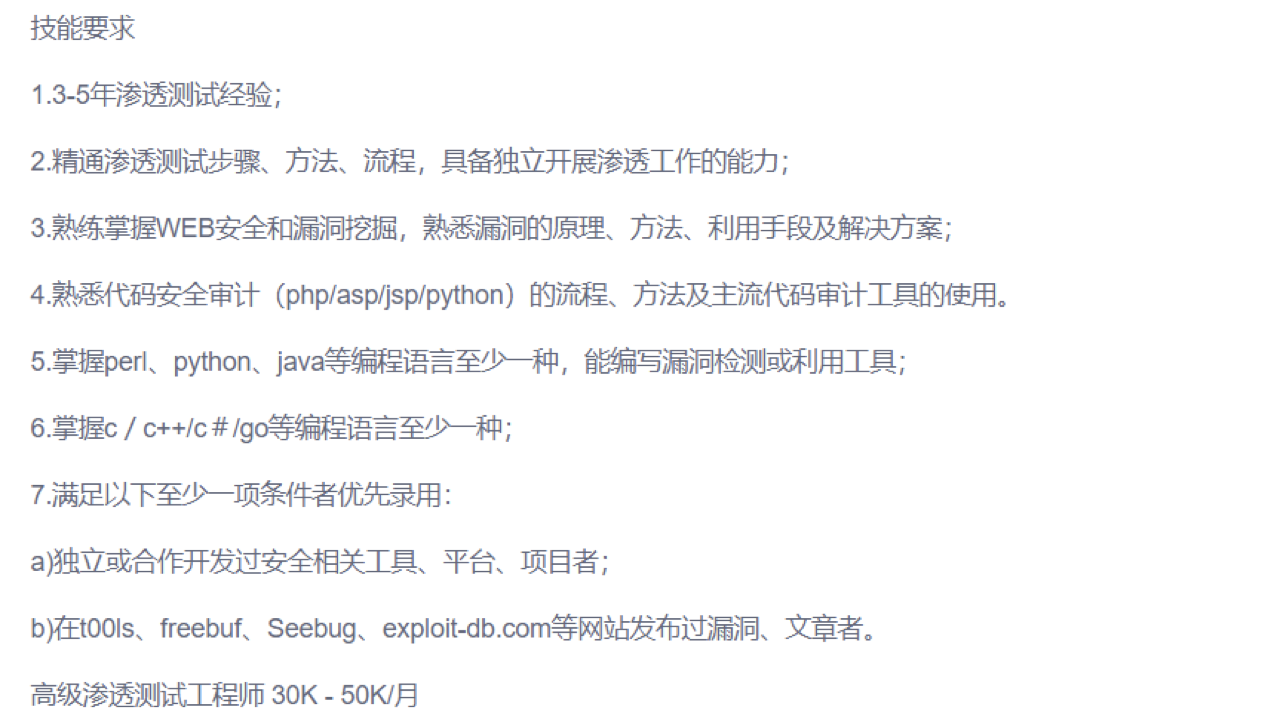 技能要求
1.3-5年渗透测试经验；
2.精通渗透测试步骤、方法、流程，具备独立开展渗透工作的能力；
3.熟练掌握WEB安全和漏洞挖掘，熟悉漏洞的原理、方法、利用手段及解决方案；
4.熟悉代码安全审计（php/asp/jsp/python）的流程、方法及主流代码审计工具的使用。
5.掌握perl、python、java等编程语言至少一种，能编写漏洞检测或利用工具；
6.掌握c／c++/c＃/go等编程语言至少一种；
7.满足以下至少一项条件者优先录用：
a)独立或合作开发过安全相关工具、平台、项目者；
b)在t00ls、freebuf、Seebug、exploit-db.com等网站发布过漏洞、文章者。
高级渗透测试工程师 30K - 50K/月